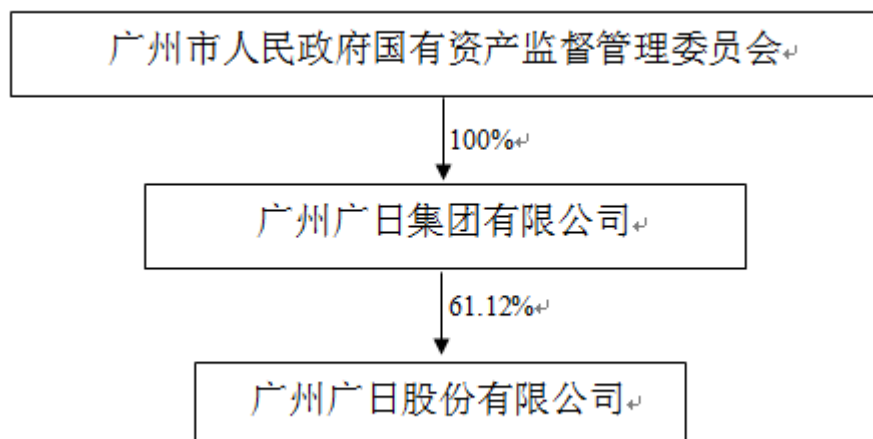 广州市人民政府国有资产监督管理委员会
100%
广州广日集团有限公司
61.12%
广州广日股份有限公司